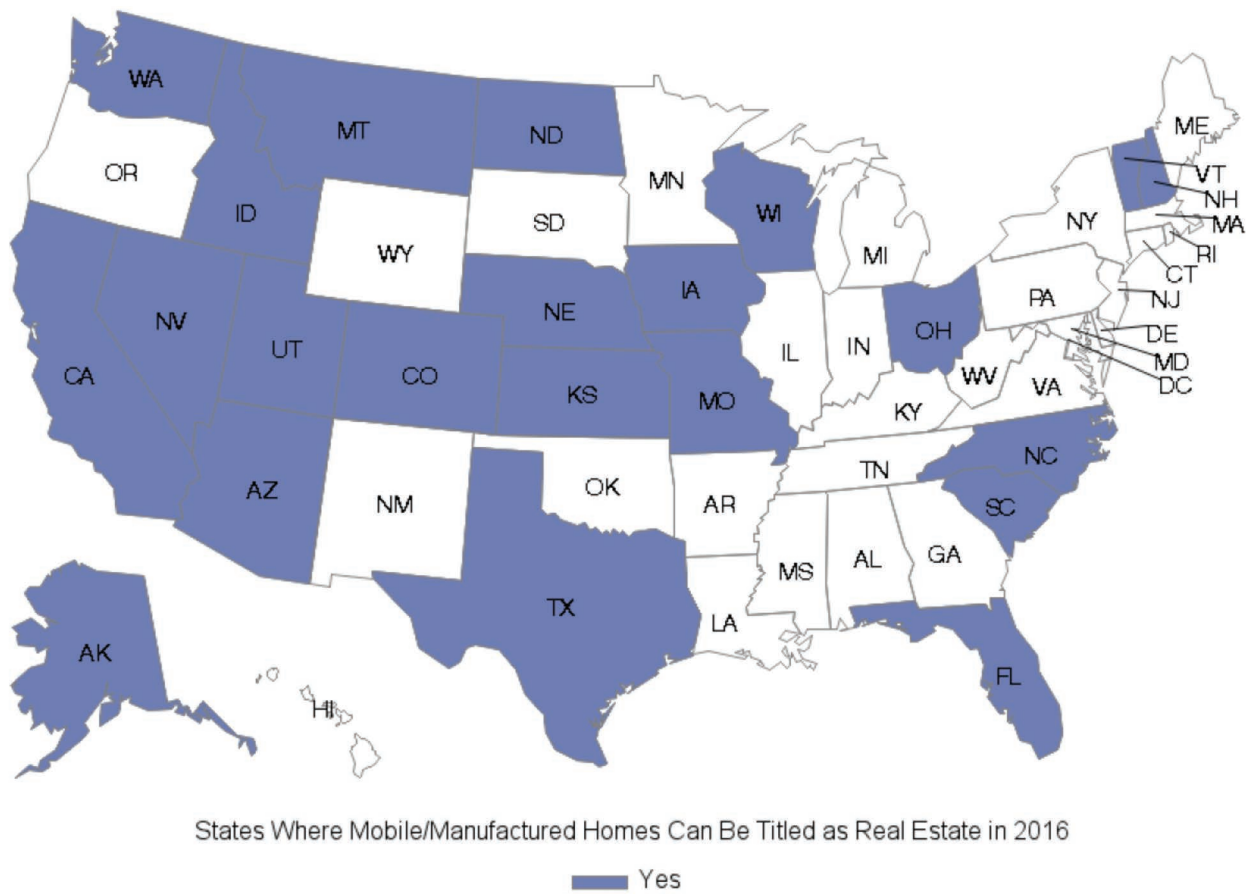 WA
MT
ND
ME
OR
MN
VT
ID
WI
NH
SD
NY
MA
WY
MI
RI
CT
IA
PA
NJ
NE
NV
OH
DE
UT
IL
IN
MD
CA
CO
WV
DC
KS
MO
VA
KY
NC
TN
AZ
OK
NM
AR
SC
MS
AL
GA
TX
LA
AK
FL
HI
States Where Mobile/Manufactured Homes Can Be Titled as Real Estate in 2016
Yes